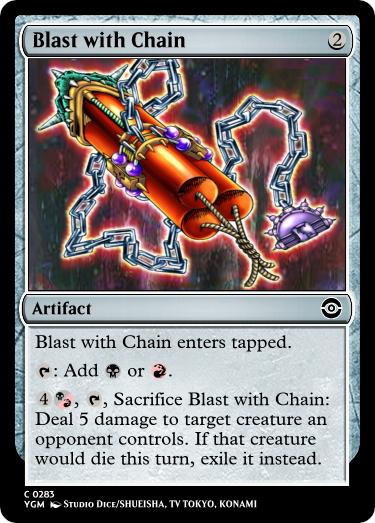 Blast with Chain 2
Artifact
Blast with Chain enters tapped.
: Add or .
4 , , Sacrifice Blast with Chain:
Deal 5 damage to target creature an
opponent controls. If that creature
would die this turn, exile it instead.
C 0283
YGM Studio Dice/SHUEISHA, TV TOKYO, KONAMI